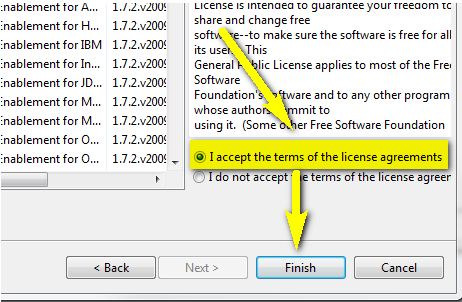 Enablement for A... 1.7.2.v2009
Enablement for H... 1.7.2.v2009
Enablement for IBM 1.7.2.v2009
Enablement for In... 1.7.2.v2009
Enablement for JD... 1.7.2.v2009
Enablement for M... 1.7.2.v2009
Enablement for M... 1.7.2.v2009
Enablement for O... 1.7.2.v2009
Enablement for O... 1.7.2.v2009
License is intended to guarantee your freedom to
share and change free
software--to make sure the software is free for all
its users. This
General Public License applies to most of the Free
Software
Foundation's software and to any other program
whose authors commit to
using it. (Some other Free Software Foundation
I accept the terms of the license agreements
I do not accept the terms of the license agreem
< Back
Next >
Finish
Cancel